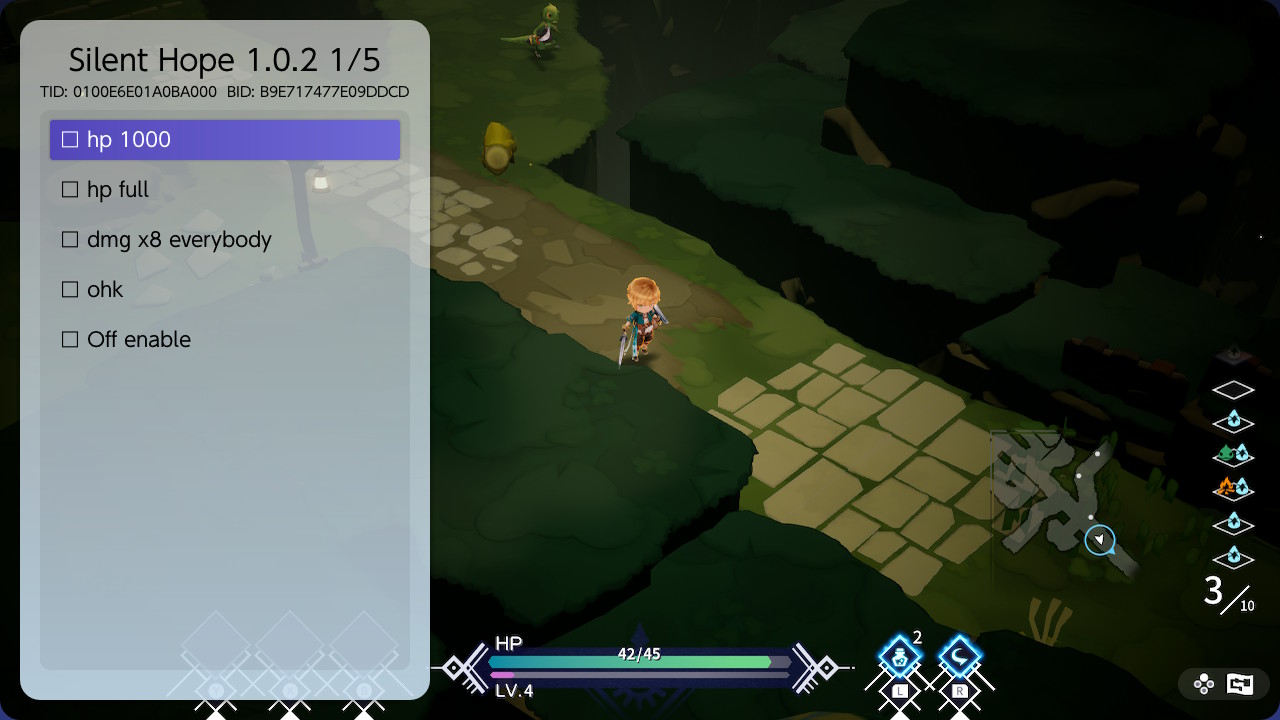 Silent Hope 1.0.2 1/5
TID: 0100E6E01A0BA000 BID: B9E717477E09DDCD
hp 1000
hp full
dmg x8 everybody
ohk
Off enable
3/10
HP
42/45
LV.4
2
L
R